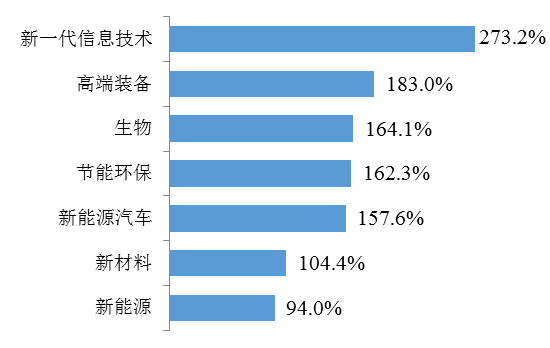 新一代信息技术 273.2%
高端装备 183.0%
生物 164.1%
节能环保 162.3%
新能源汽车 157.6%
新材料 104.4%
新能源 94.0%